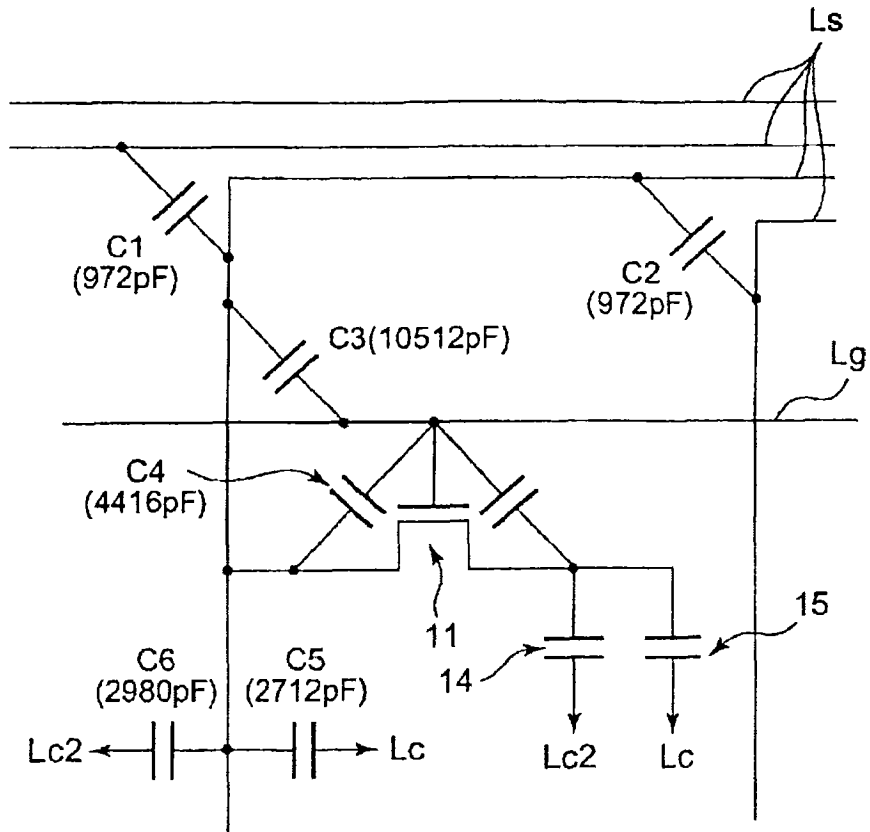 Ls
C1
(972pF)
C2
(972pF)
C3(10512pF)
Lg
C4
(4416pF)
11
14
15
C6
(2980pF)
C5
(2712pF)
Lc2
Lc
Lc2
Lc